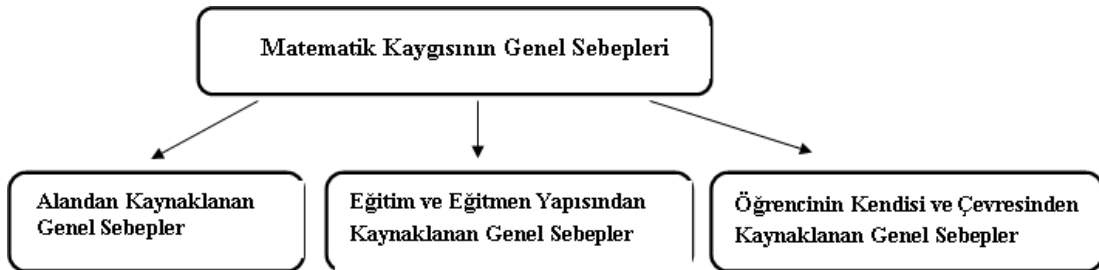 Matematik Kaygısının Genel Sebepleri
Alandan Kaynaklanan
Genel Sebepler
Eğitim ve Eğitmen Yapısından
Kaynaklanan Genel Sebepler
Öğrencinin Kendisi ve Çevresinden
Kaynaklanan Genel Sebepler